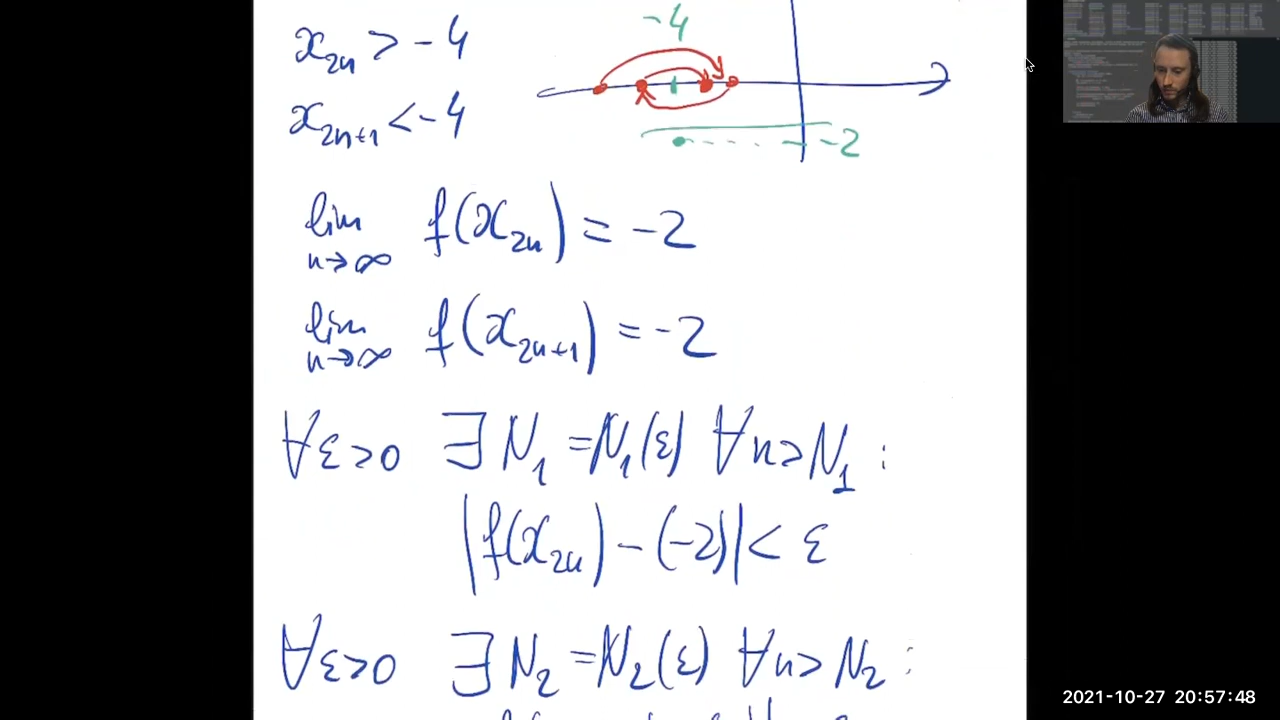 -4
x_{2n} > -4
x_{2n+1} < -4
-2
lim_{n→∞} f(x_{2n}) = -2
lim_{n→∞} f(x_{2n+1}) = -2
∀ε>0 ∃ N_1 = N_1(ε) ∀n > N_1 :
|f(x_{2n}) - (-2)| < ε
∀ε>0 ∃ N_2 = N_2(ε) ∀n > N_2 :
2021-10-27 20:57:48